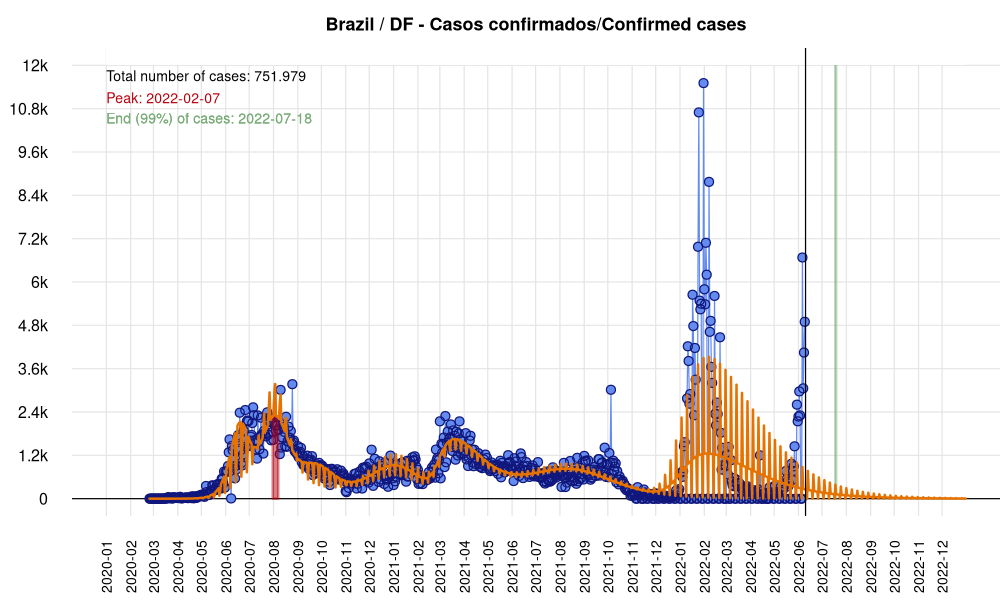 Brazil / DF - Casos confirmados/Confirmed cases
Total number of cases: 751.979
Peak: 2022-02-07
End (99%) of cases: 2022-07-18
12k
10.8k
9.6k
8.4k
7.2k
6k
4.8k
3.6k
2.4k
1.2k
0
2020-01
2020-02
2020-03
2020-04
2020-05
2020-06
2020-07
2020-08
2020-09
2020-10
2020-11
2020-12
2021-01
2021-02
2021-03
2021-04
2021-05
2021-06
2021-07
2021-08
2021-09
2021-10
2021-11
2021-12
2022-01
2022-02
2022-03
2022-04
2022-05
2022-06
2022-07
2022-08
2022-09
2022-10
2022-11
2022-12